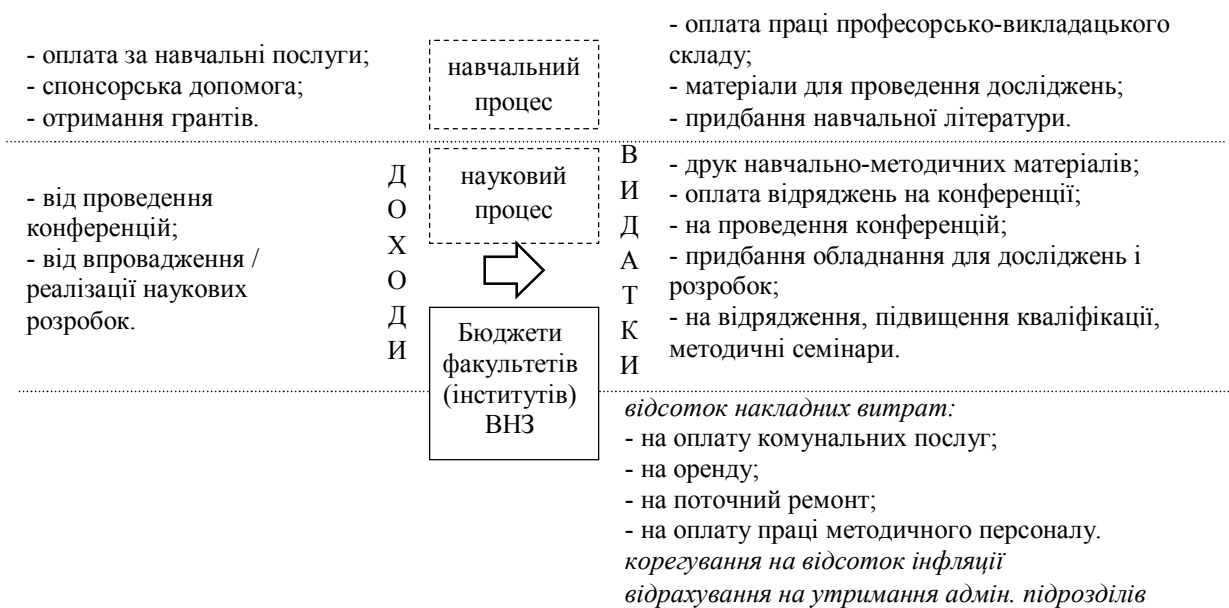 - оплата за навчальні послуги;
- спонсорська допомога;
- отримання грантів.
навчальний
процес
- оплата праці професорсько-викладацького
складу;
- матеріали для проведення досліджень;
- придбання навчальної літератури.
- від проведення
конференцій;
- від впровадження /
реалізації наукових
розробок.
Д
О
Х
О
Д
И
науковий
процес
Бюджети
факультетів
(інститутів)
ВНЗ
В
И
Д
А
Т
К
И
- друк навчально-методичних матеріалів;
- оплата відряджень на конференції;
- на проведення конференцій;
- придбання обладнання для досліджень і
розробок;
- на відрядження, підвищення кваліфікації,
методичні семінари.
відсоток накладних витрат:
- на оплату комунальних послуг;
- на оренду;
- на поточний ремонт;
- на оплату праці методичного персоналу.
корегування на відсоток інфляції
відрахування на утримання адмін. підрозділів